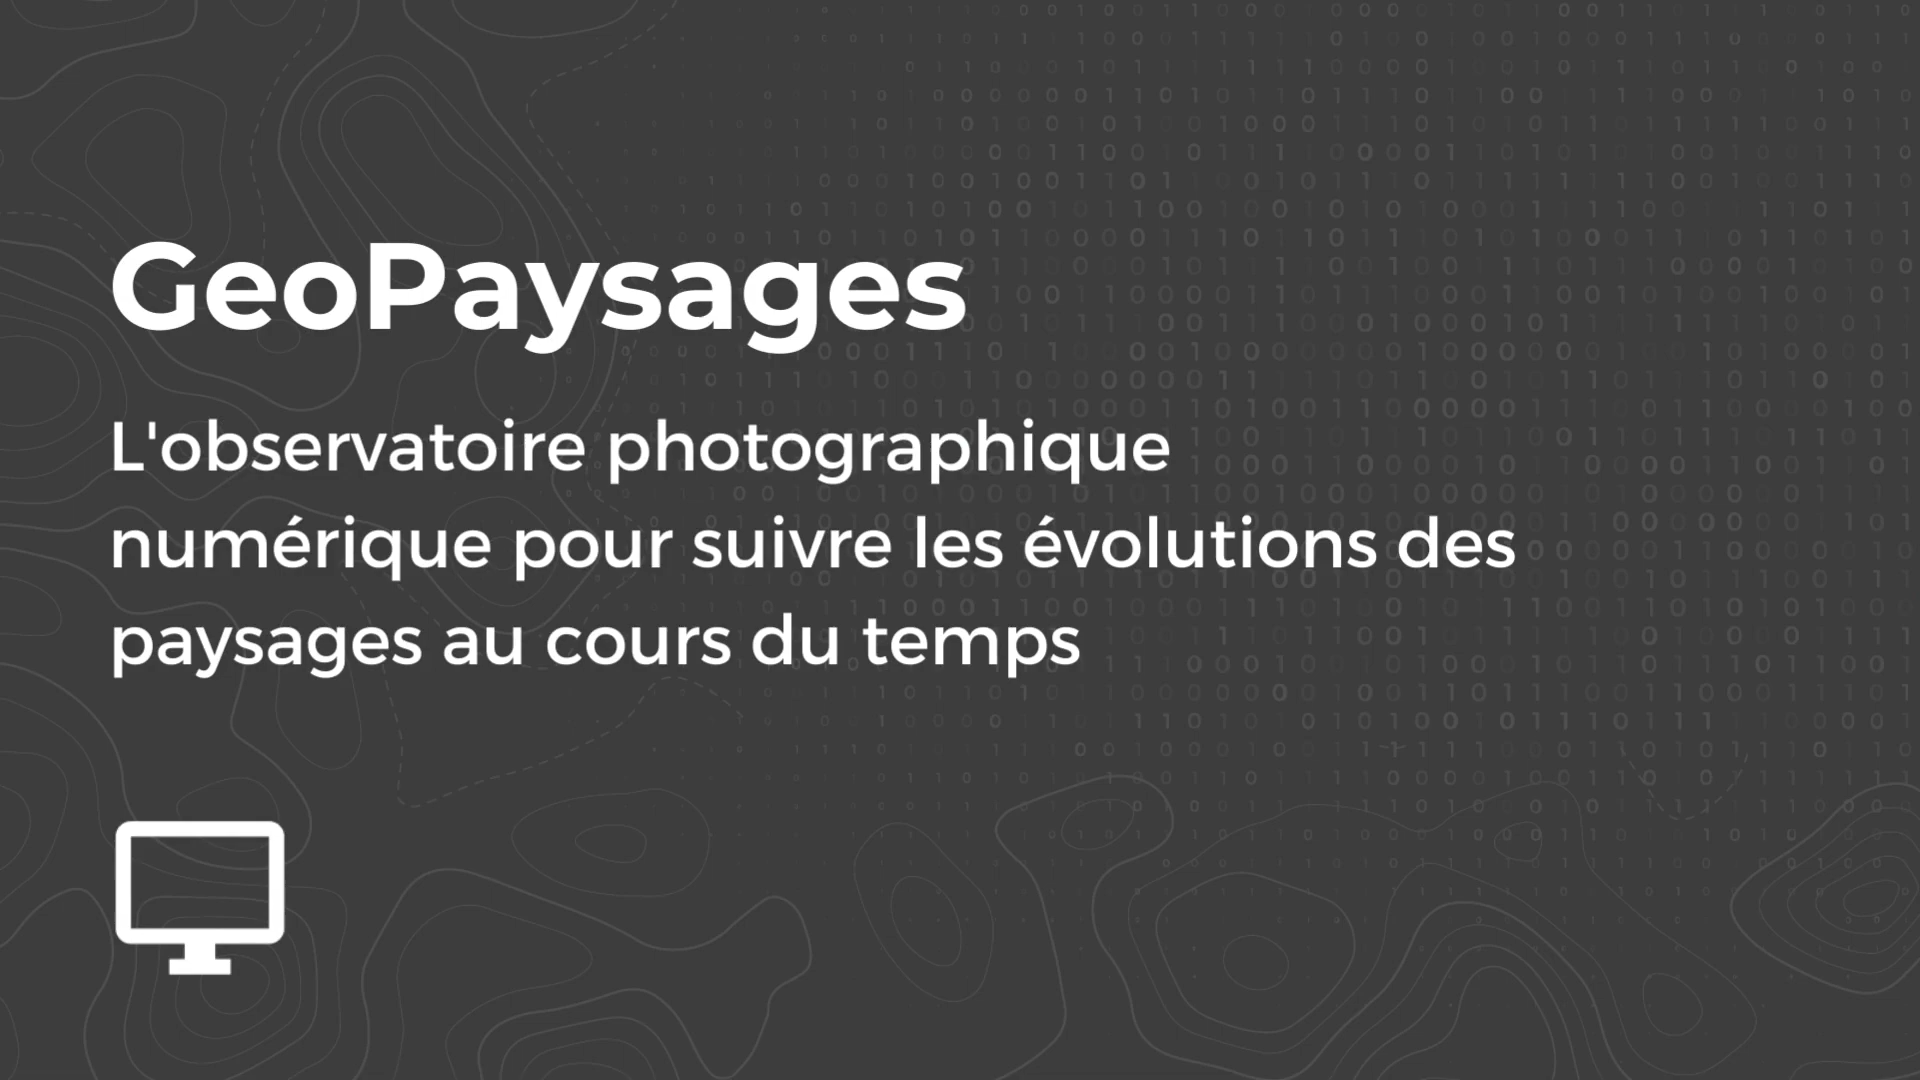 GeoPaysages
L'observatoire photographique
numérique pour suivre les évolutions des
paysages au cours du temps